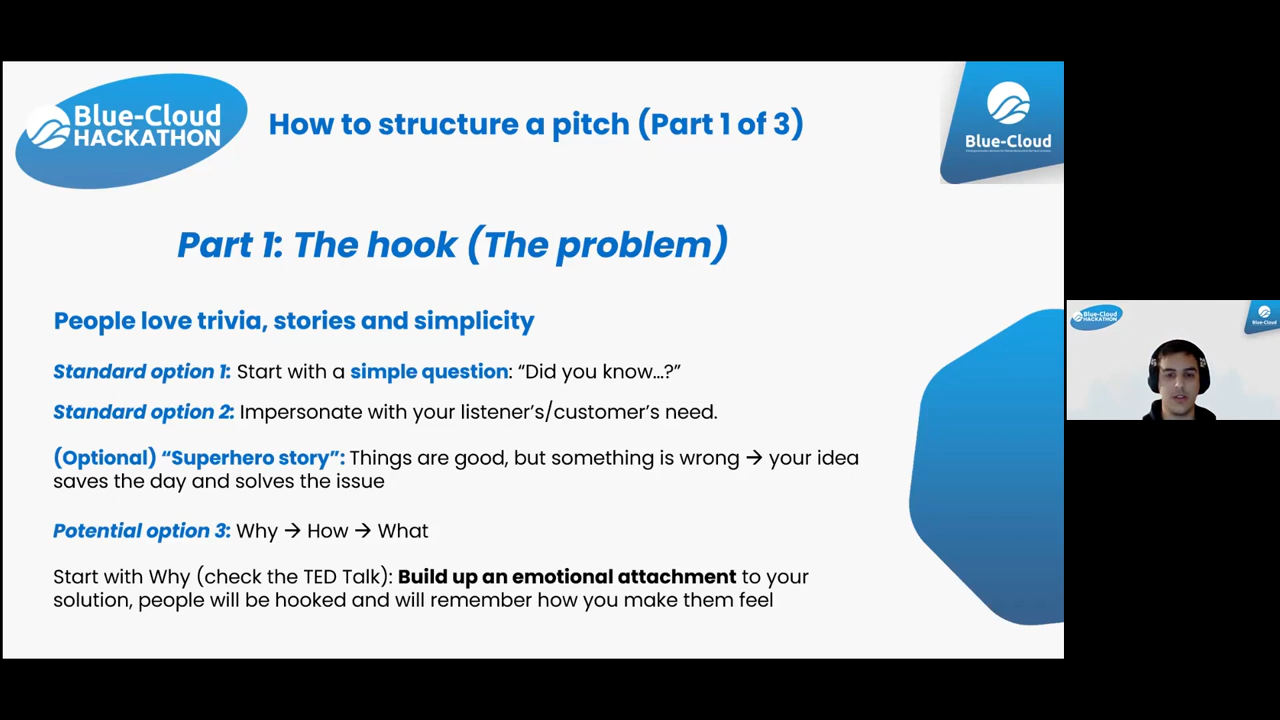 Blue-Cloud
HACKATHON
How to structure a pitch (Part 1 of 3)
Blue-Cloud
Part 1: The hook (The problem)
People love trivia, stories and simplicity
Standard option 1: Start with a simple question: “Did you know...?”
Standard option 2: Impersonate with your listener’s/customer’s need.
(Optional) “Superhero story”: Things are good, but something is wrong → your idea
saves the day and solves the issue
Potential option 3: Why → How → What
Start with Why (check the TED Talk): Build up an emotional attachment to your
solution, people will be hooked and will remember how you make them feel
Blue-Cloud
HACKATHON
Blue-Cloud